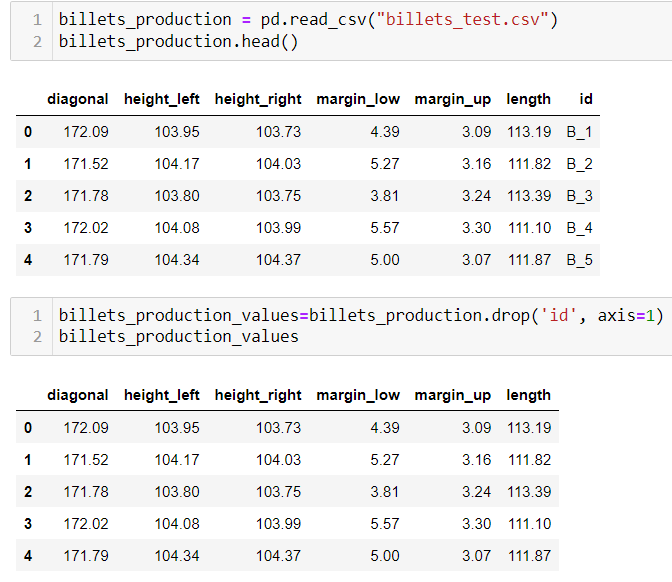 1 billets_production = pd.read_csv("billets_test.csv")
2 billets_production.head()
diagonal height_left height_right margin_low margin_up length id
0 172.09 103.95 103.73 4.39 3.09 113.19 B_1
1 171.52 104.17 104.03 5.27 3.16 111.82 B_2
2 171.78 103.80 103.75 3.81 3.24 113.39 B_3
3 172.02 104.08 103.99 5.57 3.30 111.10 B_4
4 171.79 104.34 104.37 5.00 3.07 111.87 B_5
1 billets_production_values=billets_production.drop('id', axis=1)
2 billets_production_values
diagonal height_left height_right margin_low margin_up length
0 172.09 103.95 103.73 4.39 3.09 113.19
1 171.52 104.17 104.03 5.27 3.16 111.82
2 171.78 103.80 103.75 3.81 3.24 113.39
3 172.02 104.08 103.99 5.57 3.30 111.10
4 171.79 104.34 104.37 5.00 3.07 111.87